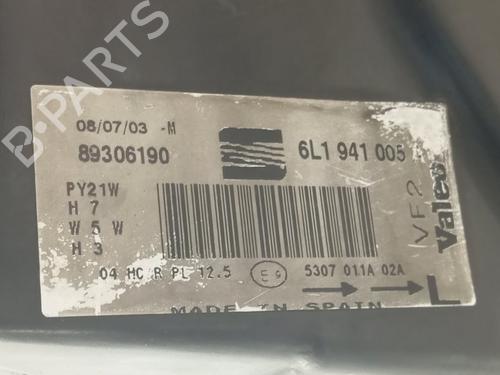 08/07/03 -M
89306190
6L1 941 005
PY21W
H 7
W 5 W
H 3
04 HC/R PL 12.5
E9
5307 011A 02A
L
MADE IN SPAIN
VF2
Valeo
B-PARTS